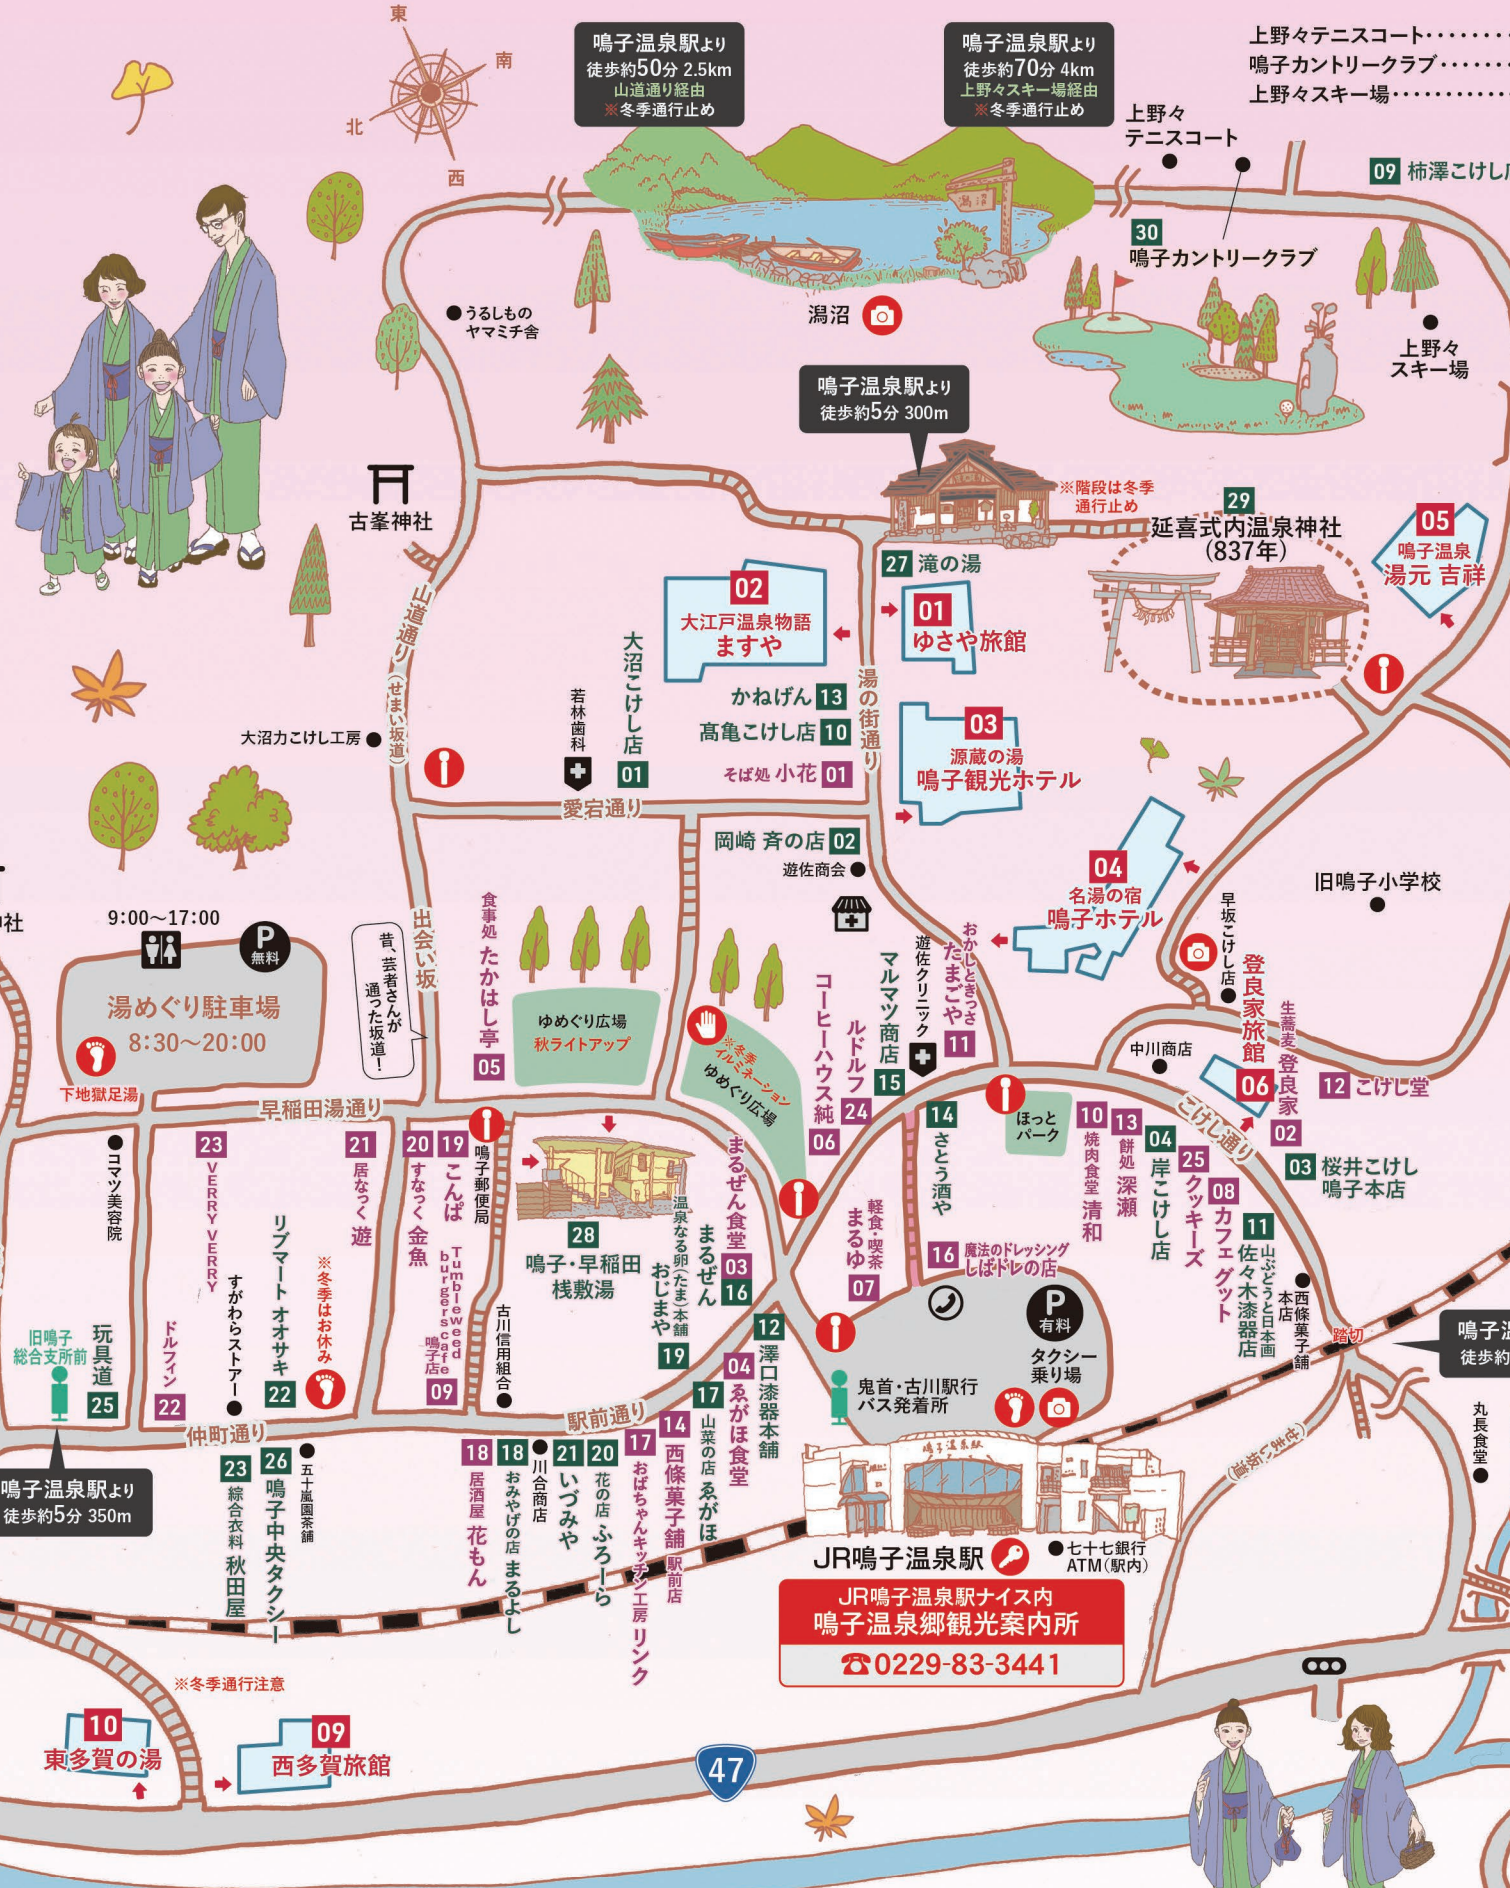 東
南
北
西
鳴子温泉駅より
徒歩約50分 2.5km
山道通り経由
※冬季通行止め
鳴子温泉駅より
徒歩約70分 4km
上野々スキー場経由
※冬季通行止め
上野々テニスコート・・・・・・・・
鳴子カントリークラブ・・・・・・・
上野々スキー場・・・・・・・・・・・
上野々
テニスコート
09 柿澤こけし店
30
鳴子カントリークラブ
うるしもの
ヤマミチ舎
潟沼
潟沼
上野々
スキー場
鳴子温泉駅より
徒歩約5分 300m
古峯神社
※階段は冬季
通行止め
29
延喜式内温泉神社
(837年)
05
鳴子温泉
湯元 吉祥
27 滝の湯
02
大江戸温泉物語
ますや
01
ゆさや旅館
山道通り(せまい坂道)
大沼こけし店
01
若林歯科
かねげん 13
髙亀こけし店 10
そば処 小花 01
湯の街通り
03
源蔵の湯
鳴子観光ホテル
大沼力こけし工房
愛宕通り
岡崎 斉の店 02
遊佐商会
04
名湯の宿
鳴子ホテル
旧鳴子小学校
早坂こけし店
神社
9:00〜17:00
P
無料
湯めぐり駐車場
8:30〜20:00
下地獄足湯
昔、芸者さんが
通った坂道!
出会い坂
食事処 たかはし亭
05
ゆめぐり広場
秋ライトアップ
※冬季
イルミネーション
ゆめぐり広場
コーヒーハウス純
06
ルドルフ
24
マルマツ商店
15
遊佐クリニック
おかしときっさ
たまごや
11
中川商店
登良家旅館
06
生蕎麦 登良家
02
12 こけし堂
早稲田湯通り
こけし通り
コマツ美容院
23
VERRY VERRY
21
居なっく 遊
20
すなっく 金魚
19
こんぱ
鳴子郵便局
28
鳴子・早稲田
桟敷湯
まるぜん食堂
03
まるぜん
16
温泉なる卵(たま)本舗
おじまや
19
14
さとう酒や
ほっと
パーク
10
焼肉食堂 清和
13
餅処 深瀬
04
岸こけし店
25
クッキーズ
08
カフェ グット
11
山ぶどうと日本画
佐々木漆器店
西條菓子舗
本店
03 桜井こけし
鳴子本店
軽食・喫茶
まるゆ
07
16 魔法のドレッシング
しばドレの店
P
有料
タクシー
乗り場
鬼首・古川駅行
バス発着所
踏切
鳴子温
徒歩約
旧鳴子
総合支所前
玩具道
25
ドルフィン
22
すがわらストアー
リブマート オオサキ
22
※冬季はお休み
Tumbleweed
burgers cafe
鳴子店
09
古川信用組合
12
澤口漆器本舗
04
ゑがほ食堂
17
山菜の店 ゑがほ
14
西條菓子舗 駅前店
17
おばちゃんキッチン工房 リンク
仲町通り
駅前通り
鳴子温泉駅より
徒歩約5分 350m
23
綜合衣料 秋田屋
26
鳴子中央タクシー
五十嵐園茶舗
18
居酒屋 花もん
18
おみやげの店 まるよし
川合商店
21
いづみや
20
花の店 ふろーら
(せまい坂道)
丸長食堂
鳴子温泉駅
JR鳴子温泉駅
七十七銀行
ATM(駅内)
JR鳴子温泉駅ナイス内
鳴子温泉郷観光案内所
☎0229-83-3441
※冬季通行注意
10
東多賀の湯
09
西多賀旅館
47